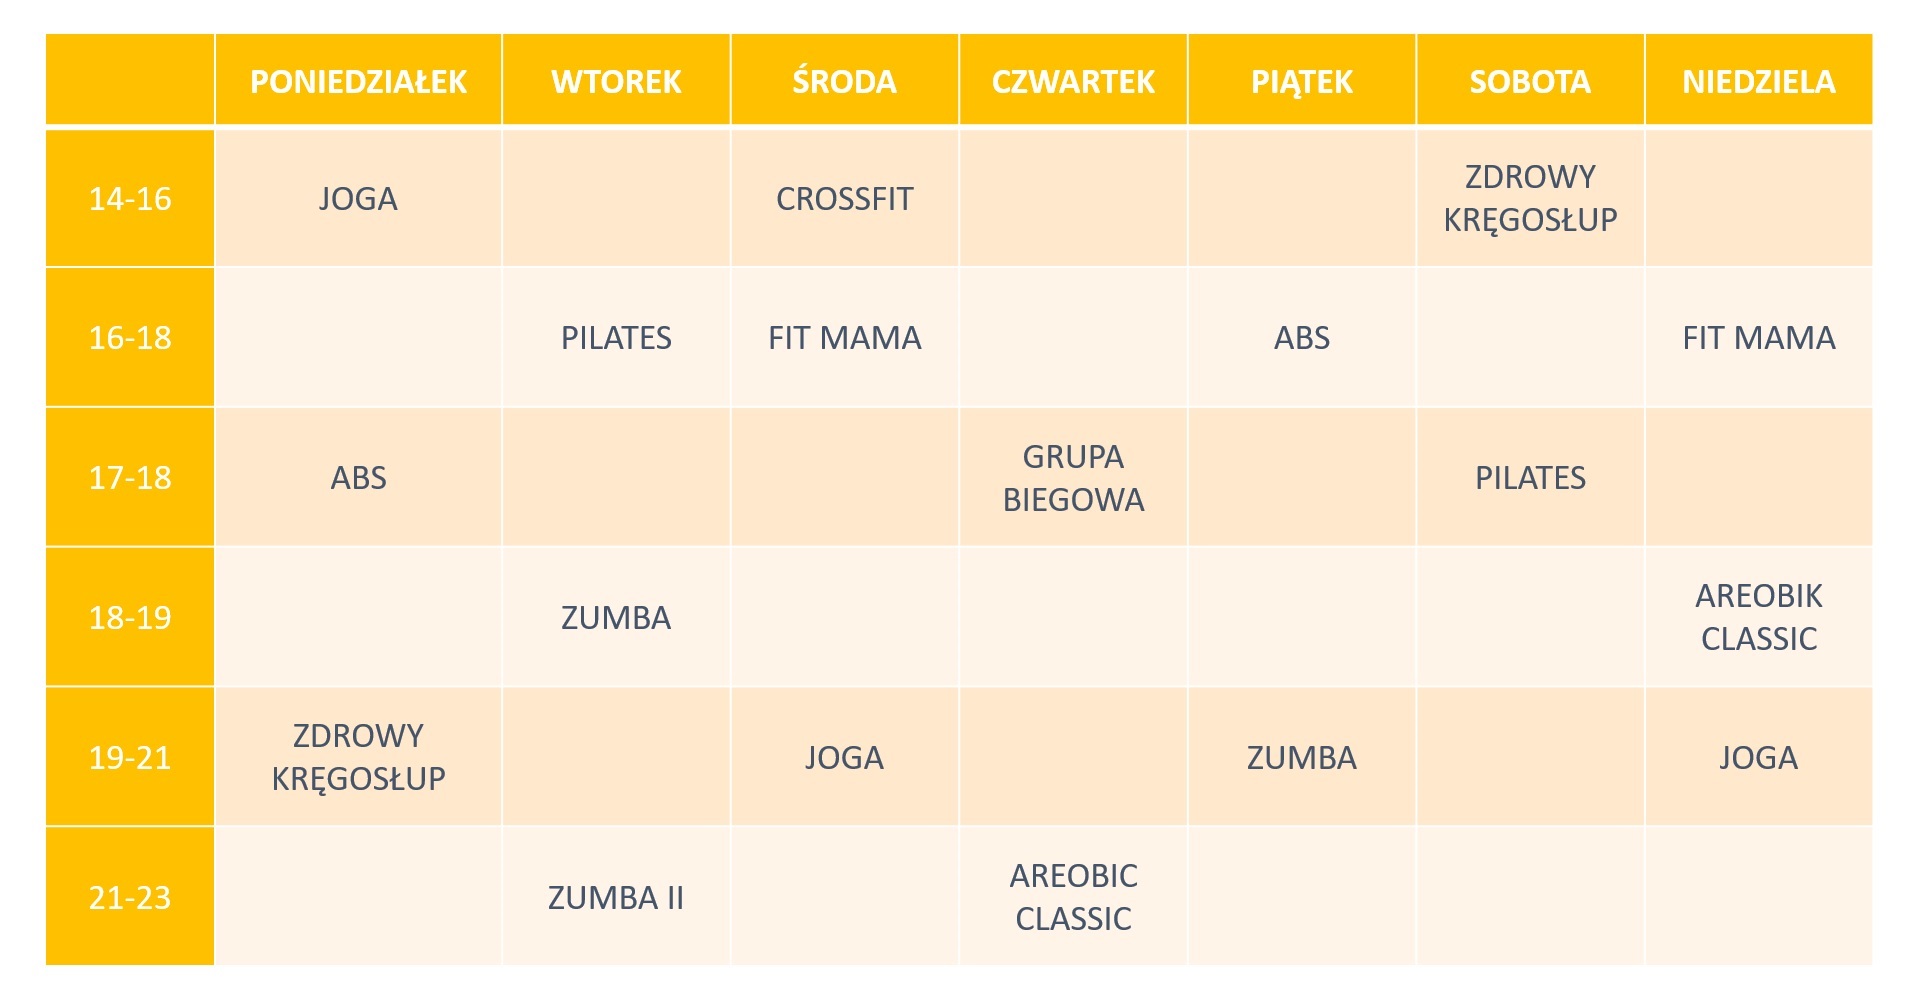 PONIEDZIAŁEK WTOREK ŚRODA CZWARTEK PIĄTEK SOBOTA NIEDZIELA
14-16 JOGA CROSSFIT ZDROWY
KRĘGOSŁUP
16-18 PILATES FIT MAMA ABS FIT MAMA
17-18 ABS GRUPA
BIEGOWA PILATES
18-19 ZUMBA AREOBIK
CLASSIC
19-21 ZDROWY
KRĘGOSŁUP JOGA ZUMBA JOGA
21-23 ZUMBA II AREOBIC
CLASSIC